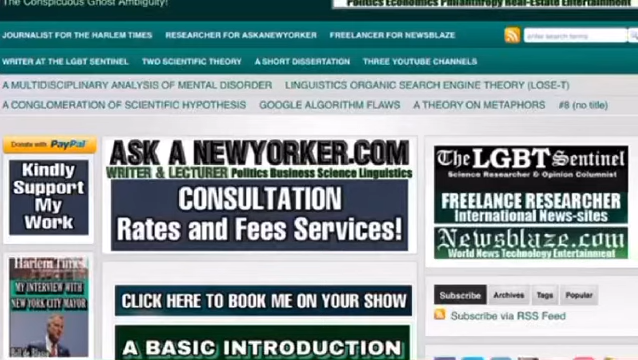 The Conspicuous Ghost Ambiguity!
Politics Economics Philanthropy Real-Estate Entertainment
JOURNALIST FOR THE HARLEM TIMES RESEARCHER FOR ASKANEWYORKER FREELANCER FOR NEWSBLAZE
enter search terms
WRITER AT THE LGBT SENTINEL TWO SCIENTIFIC THEORY A SHORT DISSERTATION THREE YOUTUBE CHANNELS
A MULTIDISCIPLINARY ANALYSIS OF MENTAL DISORDER LINGUISTICS ORGANIC SEARCH ENGINE THEORY (LOSE-T)
A CONGLOMERATION OF SCIENTIFIC HYPOTHESIS GOOGLE ALGORITHM FLAWS A THEORY ON METAPHORS #8 (no title)
Donate with PayPal
Kindly
Support
My
Work
Harlem Times
MY INTERVIEW WITH
NEW YORK CITY MAYOR
Bill de Blasio
ASK A NEWYORKER.COM
WRITER & LECTURER Politics Business Science Linguistics
CONSULTATION
Rates and Fees Services!
CLICK HERE TO BOOK ME ON YOUR SHOW
A BASIC INTRODUCTION
The LGBT Sentinel
Science Researcher & Opinion Columnist
FREELANCE RESEARCHER
International News-sites
Newsblaze.com
World News Technology Entertainment
Subscribe Archives Tags Popular
Subscribe via RSS Feed